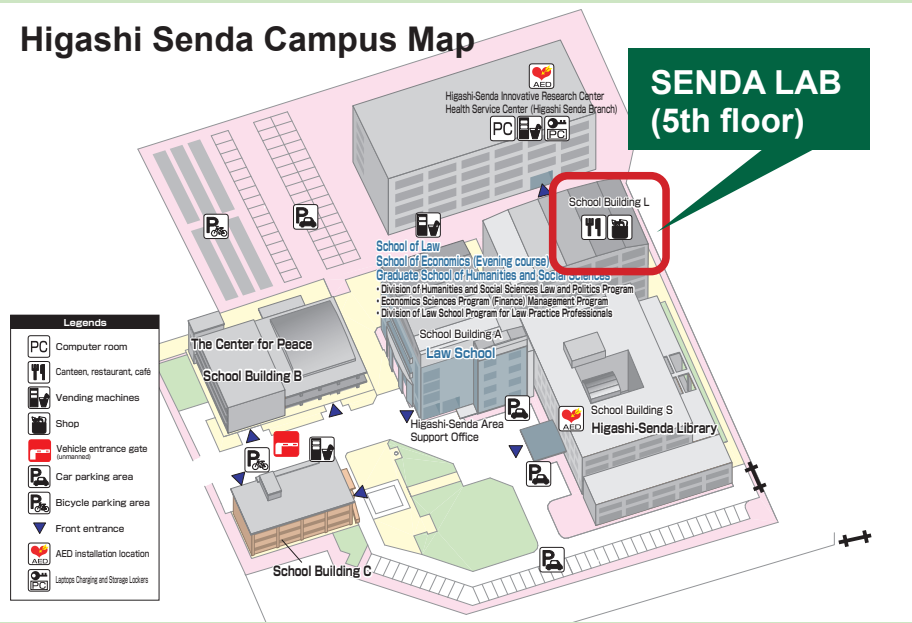 Higashi Senda Campus Map
SENDA LAB
(5th floor)
AED
Higashi-Senda Innovative Research Center
Health Service Center (Higashi Senda Branch)
PC
PC
School Building L
P
P
School of Law
School of Economics (Evening course)
Graduate School of Humanities and Social Sciences
・Division of Humanities and Social Sciences Law and Politics Program
・Economics Sciences Program (Finance) Management Program
・Division of Law School Program for Law Practice Professionals
The Center for Peace
School Building B
School Building A
Law School
P
Higashi-Senda Area
Support Office
AED
School Building S
Higashi-Senda Library
P
P
P
School Building C
Legends
PC Computer room
Canteen, restaurant, café
Vending machines
Shop
Vehicle entrance gate
(unmanned)
P Car parking area
P Bicycle parking area
Front entrance
AED AED installation location
PC Laptops Charging and Storage Lockers